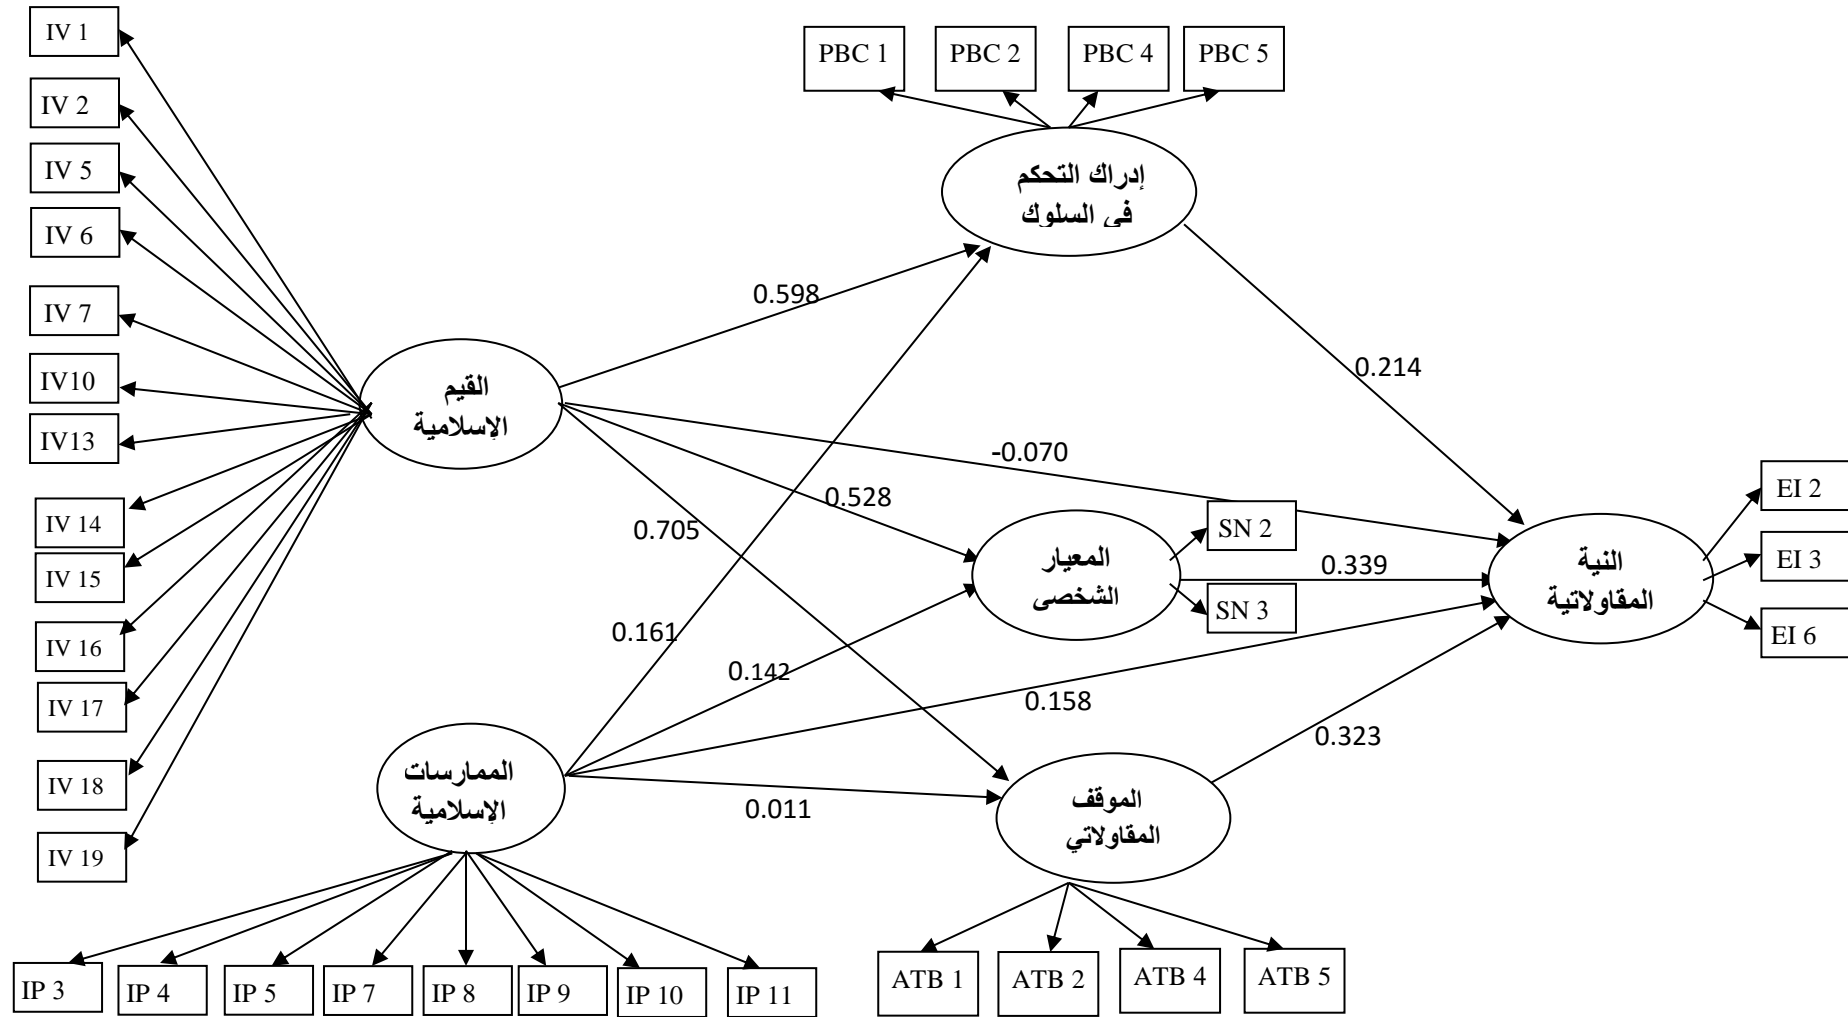 IV 1
IV 2
IV 5
IV 6
IV 7
IV10
IV13
IV 14
IV 15
IV 16
IV 17
IV 18
IV 19
القيم
الإسلامية
الممارسات
الإسلامية
IP 3
IP 4
IP 5
IP 7
IP 8
IP 9
IP 10
IP 11
PBC 1
PBC 2
PBC 4
PBC 5
إدراك التحكم
في السلوك
0.598
0.214
-0.070
0.528
0.705
0.161
0.142
0.158
0.011
0.339
0.323
المعيار
الشخصي
SN 2
SN 3
الموقف
المقاولاتي
ATB 1
ATB 2
ATB 4
ATB 5
النية
المقاولاتية
EI 2
EI 3
EI 6